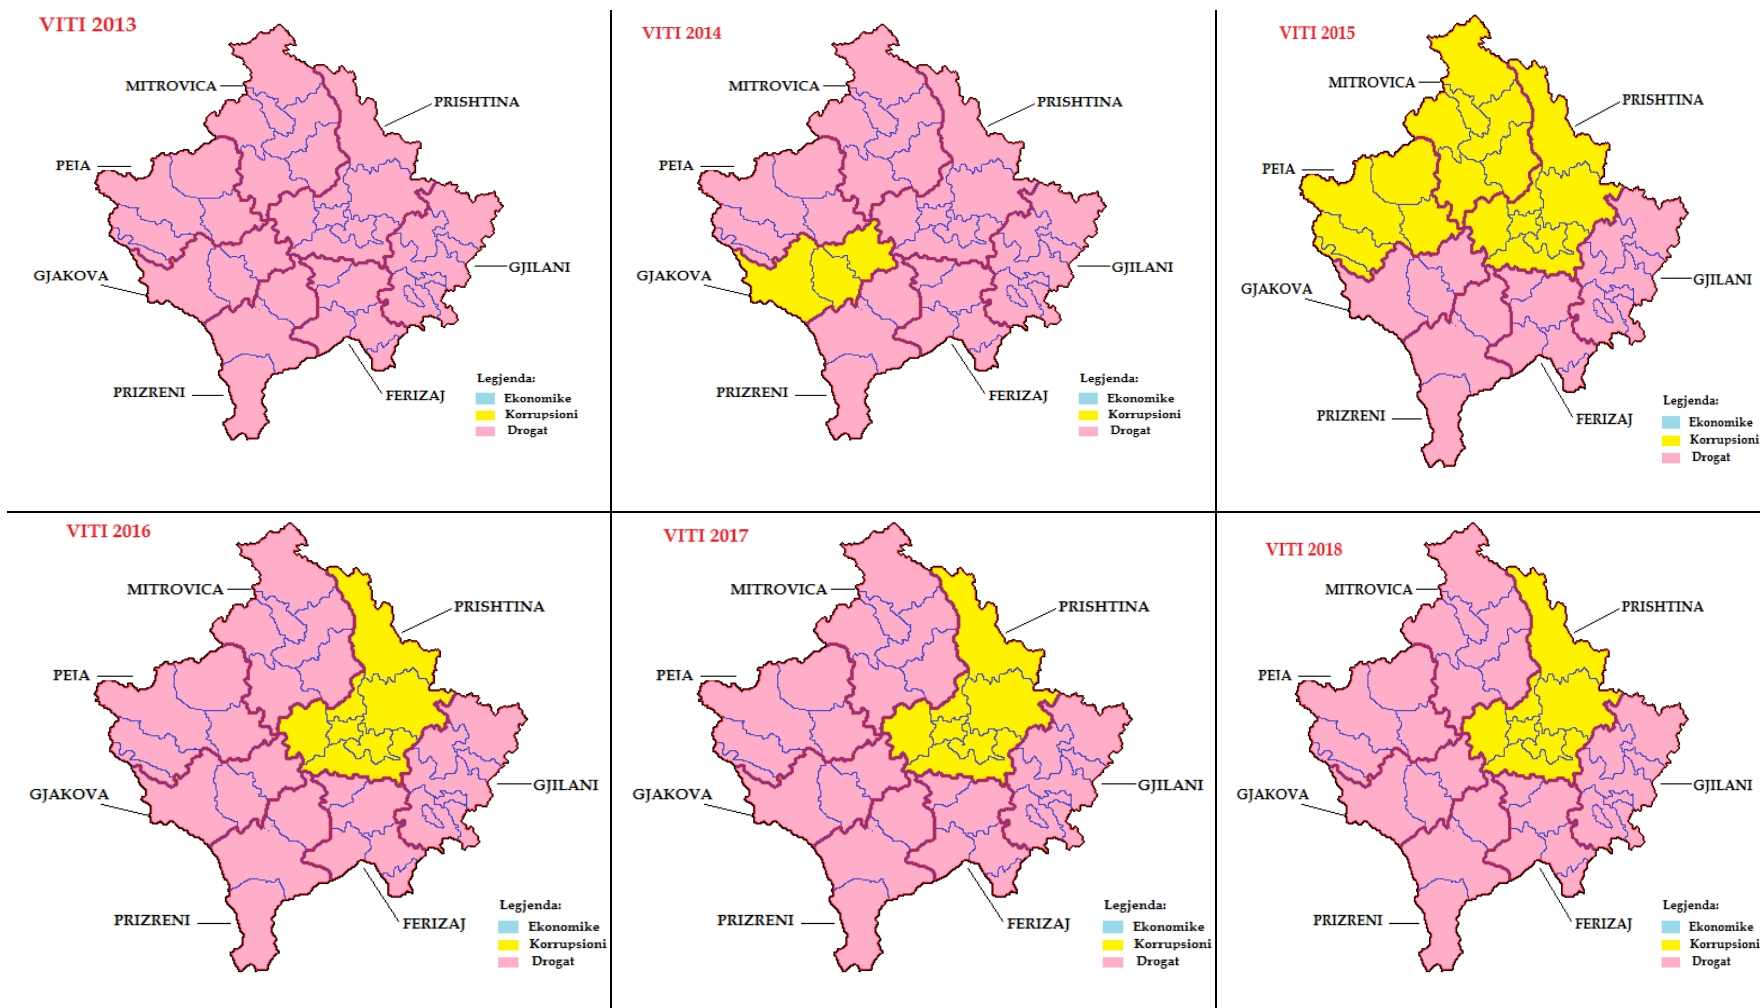 VITI 2013
MITROVICA
PRISHTINA
PEJA
GJAKOVA
GJILANI
PRIZRENI
FERIZAJ
Legjenda:
Ekonomike
Korrupsioni
Drogat
VITI 2014
MITROVICA
PRISHTINA
PEJA
GJAKOVA
GJILANI
PRIZRENI
FERIZAJ
Legjenda:
Ekonomike
Korrupsioni
Drogat
VITI 2015
MITROVICA
PRISHTINA
PEJA
GJAKOVA
GJILANI
PRIZRENI
FERIZAJ
Legjenda:
Ekonomike
Korrupsioni
Drogat
VITI 2016
MITROVICA
PRISHTINA
PEJA
GJAKOVA
GJILANI
PRIZRENI
FERIZAJ
Legjenda:
Ekonomike
Korrupsioni
Drogat
VITI 2017
MITROVICA
PRISHTINA
PEJA
GJAKOVA
GJILANI
PRIZRENI
FERIZAJ
Legjenda:
Ekonomike
Korrupsioni
Drogat
VITI 2018
MITROVICA
PRISHTINA
PEJA
GJAKOVA
GJILANI
PRIZRENI
FERIZAJ
Legjenda:
Ekonomike
Korrupsioni
Drogat